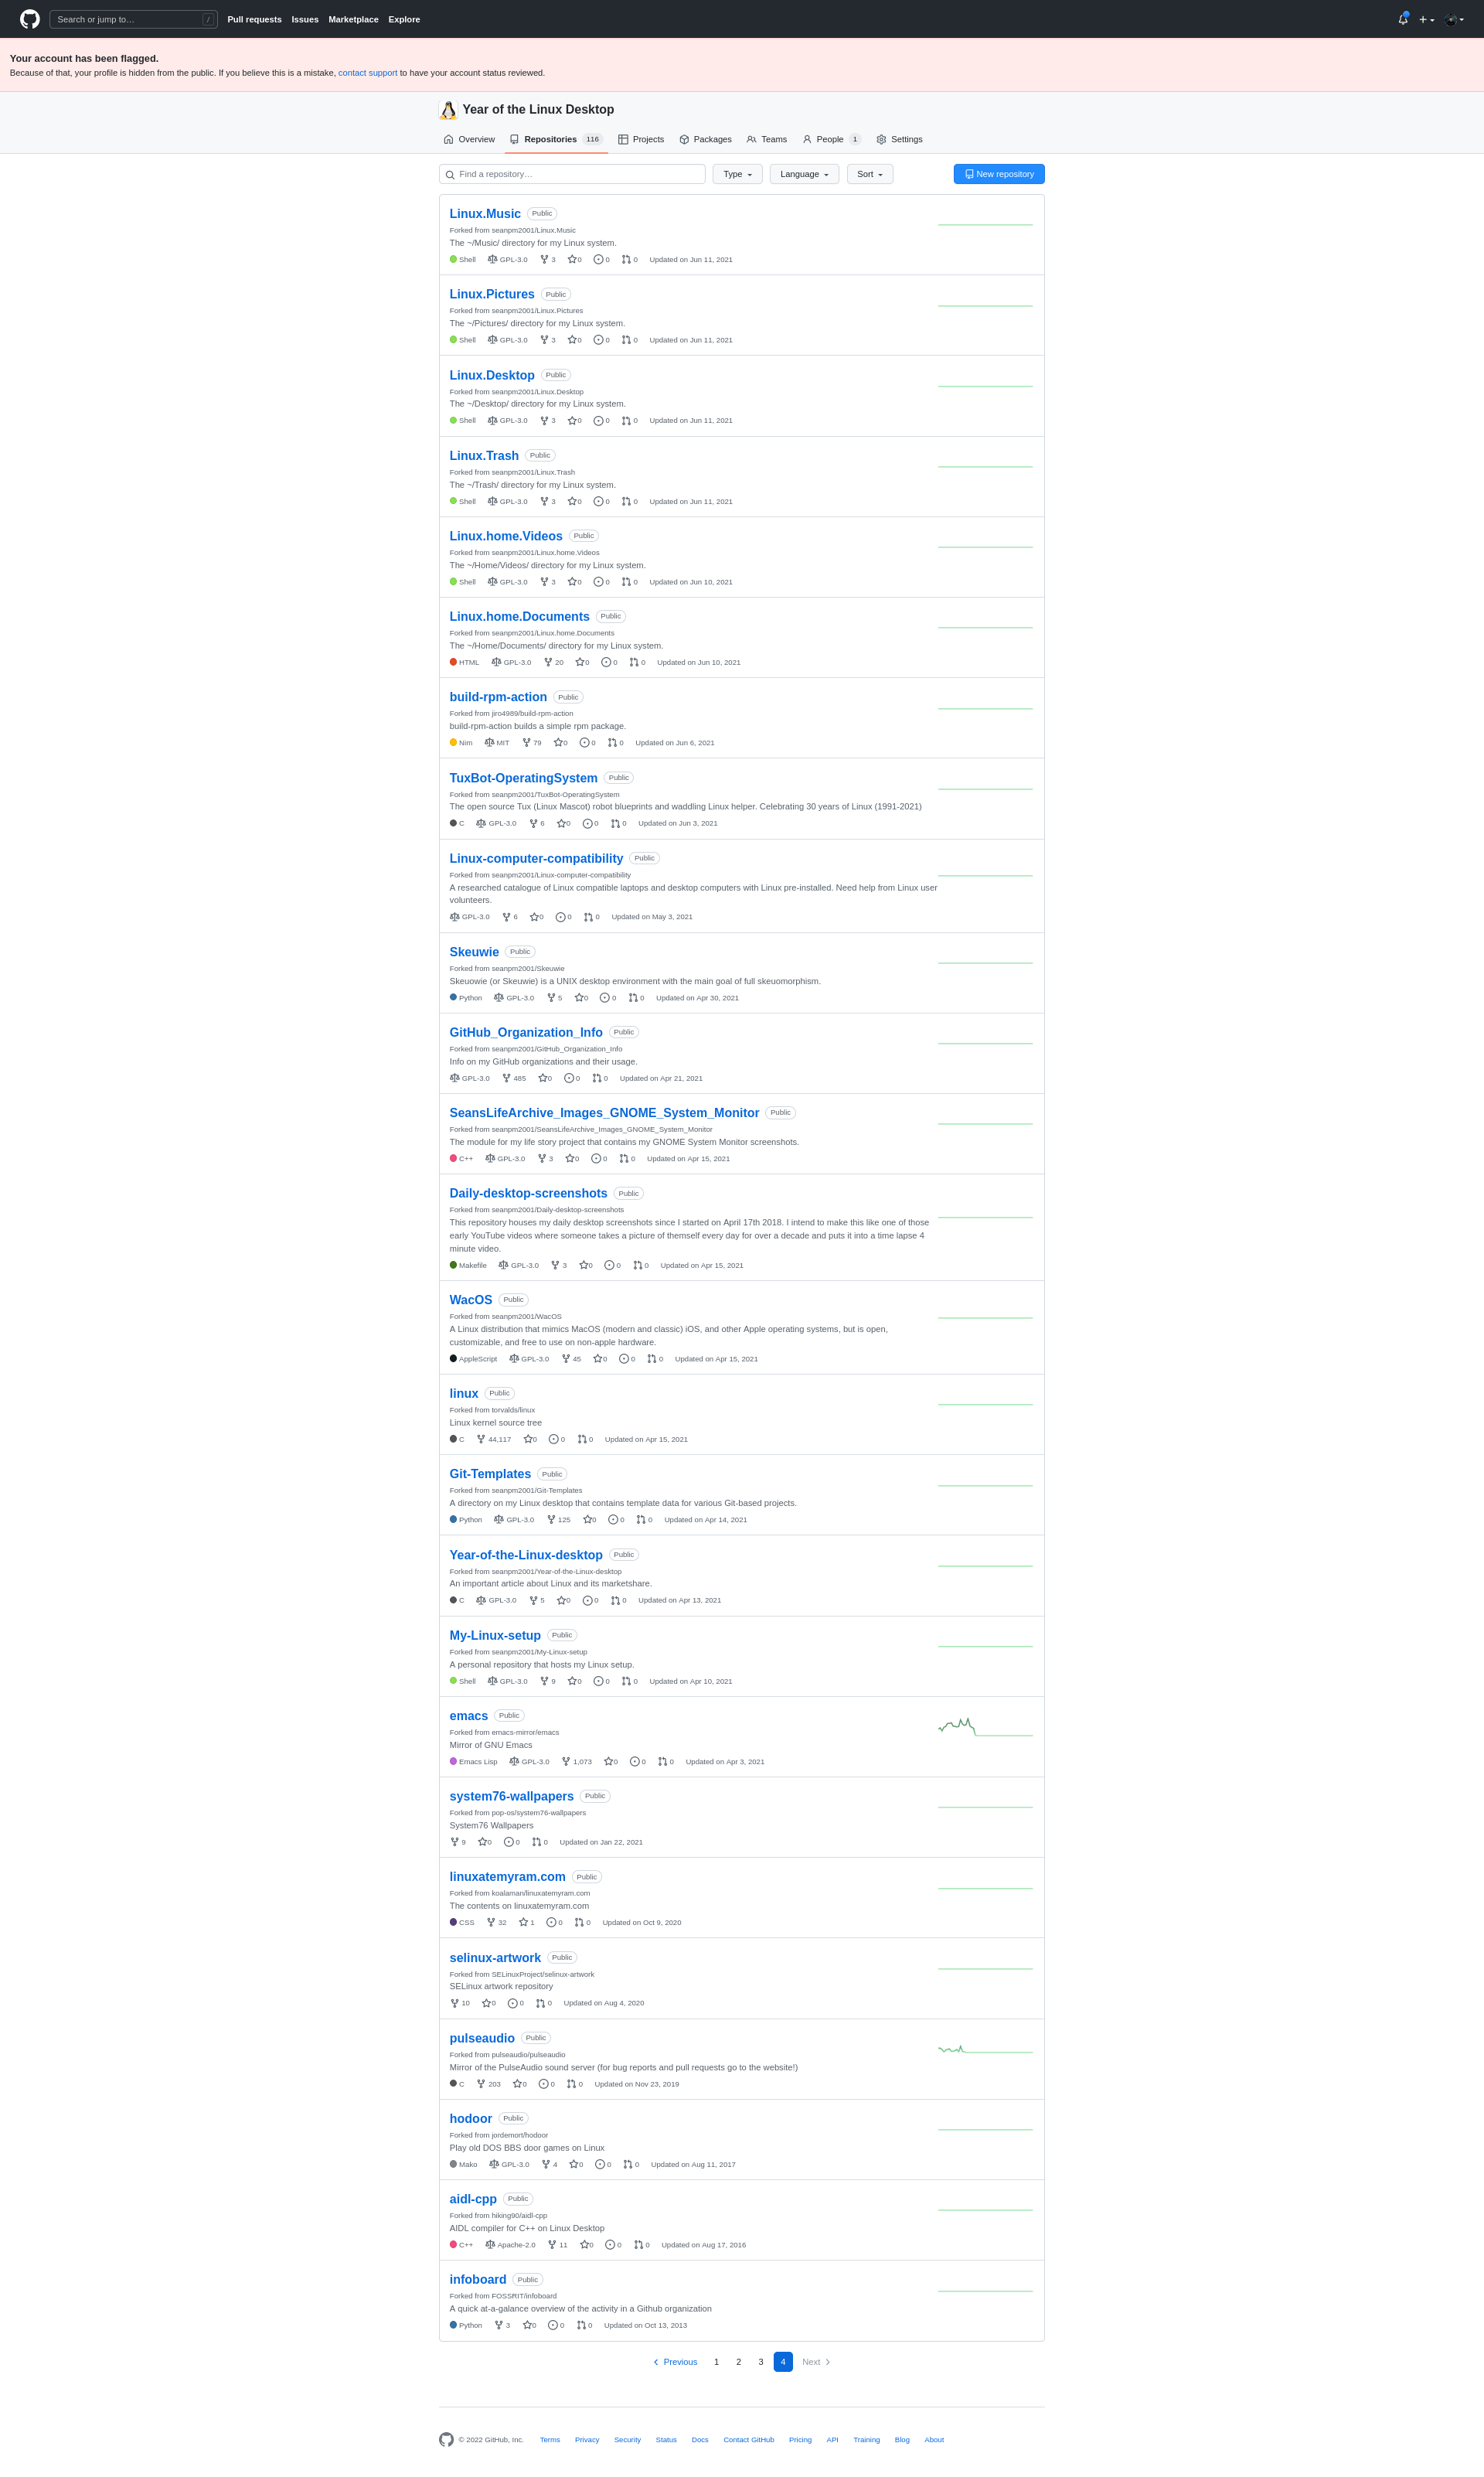 Search or jump to… /
Pull requests Issues Marketplace Explore
Your account has been flagged.
Because of that, your profile is hidden from the public. If you believe this is a mistake, contact support to have your account status reviewed.
Year of the Linux Desktop
Overview Repositories 116 Projects Packages Teams People 1 Settings
Find a repository… Type Language Sort New repository
Linux.Music Public
Forked from seanpm2001/Linux.Music
The ~/Music/ directory for my Linux system.
Shell GPL-3.0 3 0 0 0 Updated on Jun 11, 2021
Linux.Pictures Public
Forked from seanpm2001/Linux.Pictures
The ~/Pictures/ directory for my Linux system.
Shell GPL-3.0 3 0 0 0 Updated on Jun 11, 2021
Linux.Desktop Public
Forked from seanpm2001/Linux.Desktop
The ~/Desktop/ directory for my Linux system.
Shell GPL-3.0 3 0 0 0 Updated on Jun 11, 2021
Linux.Trash Public
Forked from seanpm2001/Linux.Trash
The ~/Trash/ directory for my Linux system.
Shell GPL-3.0 3 0 0 0 Updated on Jun 11, 2021
Linux.home.Videos Public
Forked from seanpm2001/Linux.home.Videos
The ~/Home/Videos/ directory for my Linux system.
Shell GPL-3.0 3 0 0 0 Updated on Jun 10, 2021
Linux.home.Documents Public
Forked from seanpm2001/Linux.home.Documents
The ~/Home/Documents/ directory for my Linux system.
HTML GPL-3.0 20 0 0 0 Updated on Jun 10, 2021
build-rpm-action Public
Forked from jiro4989/build-rpm-action
build-rpm-action builds a simple rpm package.
Nim MIT 79 0 0 0 Updated on Jun 6, 2021
TuxBot-OperatingSystem Public
Forked from seanpm2001/TuxBot-OperatingSystem
The open source Tux (Linux Mascot) robot blueprints and waddling Linux helper. Celebrating 30 years of Linux (1991-2021)
C GPL-3.0 6 0 0 0 Updated on Jun 3, 2021
Linux-computer-compatibility Public
Forked from seanpm2001/Linux-computer-compatibility
A researched catalogue of Linux compatible laptops and desktop computers with Linux pre-installed. Need help from Linux user
volunteers.
GPL-3.0 6 0 0 0 Updated on May 3, 2021
Skeuwie Public
Forked from seanpm2001/Skeuwie
Skeuowie (or Skeuwie) is a UNIX desktop environment with the main goal of full skeuomorphism.
Python GPL-3.0 5 0 0 0 Updated on Apr 30, 2021
GitHub_Organization_Info Public
Forked from seanpm2001/GitHub_Organization_Info
Info on my GitHub organizations and their usage.
GPL-3.0 485 0 0 0 Updated on Apr 21, 2021
SeansLifeArchive_Images_GNOME_System_Monitor Public
Forked from seanpm2001/SeansLifeArchive_Images_GNOME_System_Monitor
The module for my life story project that contains my GNOME System Monitor screenshots.
C++ GPL-3.0 3 0 0 0 Updated on Apr 15, 2021
Daily-desktop-screenshots Public
Forked from seanpm2001/Daily-desktop-screenshots
This repository houses my daily desktop screenshots since I started on April 17th 2018. I intend to make this like one of those
early YouTube videos where someone takes a picture of themself every day for over a decade and puts it into a time lapse 4
minute video.
Makefile GPL-3.0 3 0 0 0 Updated on Apr 15, 2021
WacOS Public
Forked from seanpm2001/WacOS
A Linux distribution that mimics MacOS (modern and classic) iOS, and other Apple operating systems, but is open,
customizable, and free to use on non-apple hardware.
AppleScript GPL-3.0 45 0 0 0 Updated on Apr 15, 2021
linux Public
Forked from torvalds/linux
Linux kernel source tree
C 44,117 0 0 0 Updated on Apr 15, 2021
Git-Templates Public
Forked from seanpm2001/Git-Templates
A directory on my Linux desktop that contains template data for various Git-based projects.
Python GPL-3.0 125 0 0 0 Updated on Apr 14, 2021
Year-of-the-Linux-desktop Public
Forked from seanpm2001/Year-of-the-Linux-desktop
An important article about Linux and its marketshare.
C GPL-3.0 5 0 0 0 Updated on Apr 13, 2021
My-Linux-setup Public
Forked from seanpm2001/My-Linux-setup
A personal repository that hosts my Linux setup.
Shell GPL-3.0 9 0 0 0 Updated on Apr 10, 2021
emacs Public
Forked from emacs-mirror/emacs
Mirror of GNU Emacs
Emacs Lisp GPL-3.0 1,073 0 0 0 Updated on Apr 3, 2021
system76-wallpapers Public
Forked from pop-os/system76-wallpapers
System76 Wallpapers
9 0 0 0 Updated on Jan 22, 2021
linuxatemyram.com Public
Forked from koalaman/linuxatemyram.com
The contents on linuxatemyram.com
CSS 32 1 0 0 Updated on Oct 9, 2020
selinux-artwork Public
Forked from SELinuxProject/selinux-artwork
SELinux artwork repository
10 0 0 0 Updated on Aug 4, 2020
pulseaudio Public
Forked from pulseaudio/pulseaudio
Mirror of the PulseAudio sound server (for bug reports and pull requests go to the website!)
C 203 0 0 0 Updated on Nov 23, 2019
hodoor Public
Forked from jordemort/hodoor
Play old DOS BBS door games on Linux
Mako GPL-3.0 4 0 0 0 Updated on Aug 11, 2017
aidl-cpp Public
Forked from hiking90/aidl-cpp
AIDL compiler for C++ on Linux Desktop
C++ Apache-2.0 11 0 0 0 Updated on Aug 17, 2016
infoboard Public
Forked from FOSSRIT/infoboard
A quick at-a-galance overview of the activity in a Github organization
Python 3 0 0 0 Updated on Oct 13, 2013
Previous 1 2 3 4 Next
© 2022 GitHub, Inc. Terms Privacy Security Status Docs Contact GitHub Pricing API Training Blog About